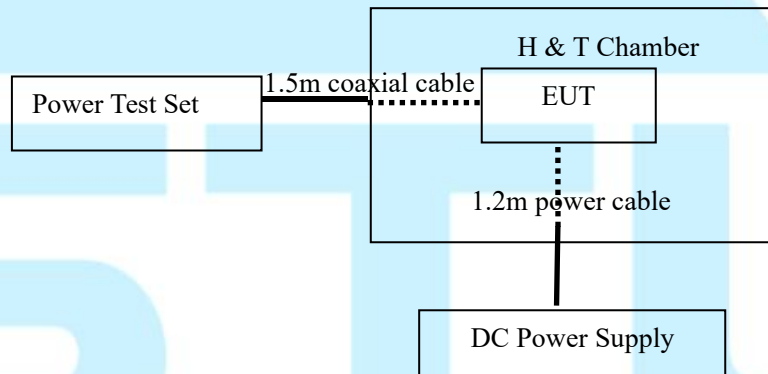 H & T Chamber
1.5m coaxial cable
Power Test Set
EUT
1.2m power cable
DC Power Supply